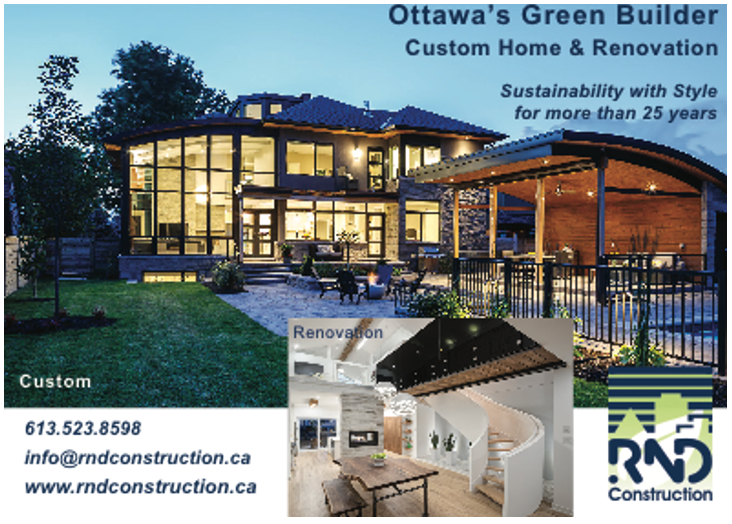 Ottawa's Green Builder
Custom Home & Renovation
Sustainability with Style
for more than 25 years
Renovation
Custom
613.523.8598
info@rndconstruction.ca
www.rndconstruction.ca
RND
Construction